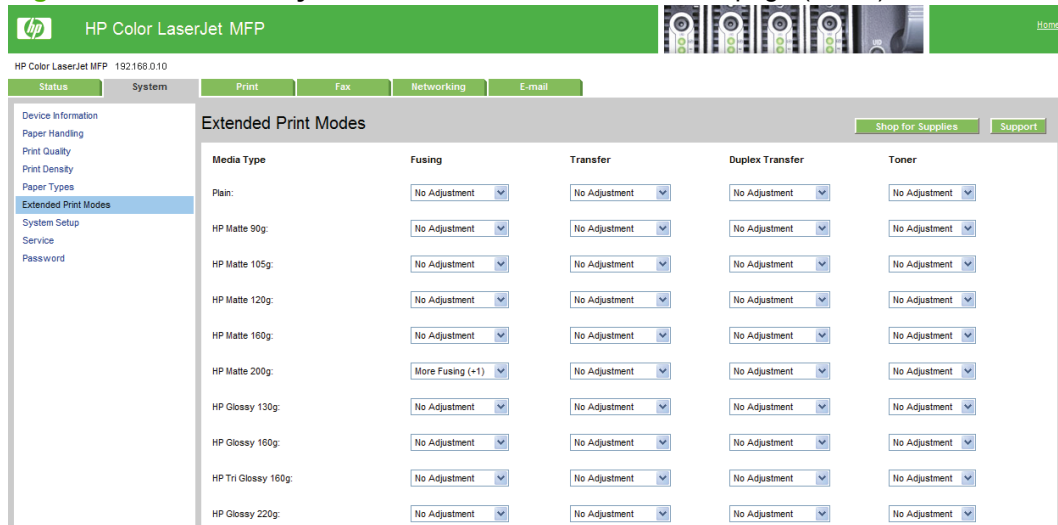 hp HP Color LaserJet MFP
Home
HP Color LaserJet MFP 192.168.0.10
Status System Print Fax Networking E-mail
Device Information
Paper Handling
Print Quality
Print Density
Paper Types
Extended Print Modes
System Setup
Service
Password
Extended Print Modes
Shop for Supplies Support
Media Type Fusing Transfer Duplex Transfer Toner
Plain: No Adjustment No Adjustment No Adjustment No Adjustment
HP Matte 90g: No Adjustment No Adjustment No Adjustment No Adjustment
HP Matte 105g: No Adjustment No Adjustment No Adjustment No Adjustment
HP Matte 120g: No Adjustment No Adjustment No Adjustment No Adjustment
HP Matte 160g: No Adjustment No Adjustment No Adjustment No Adjustment
HP Matte 200g: More Fusing (+1) No Adjustment No Adjustment No Adjustment
HP Glossy 130g: No Adjustment No Adjustment No Adjustment No Adjustment
HP Glossy 160g: No Adjustment No Adjustment No Adjustment No Adjustment
HP Tri Glossy 160g: No Adjustment No Adjustment No Adjustment No Adjustment
HP Glossy 220g: No Adjustment No Adjustment No Adjustment No Adjustment